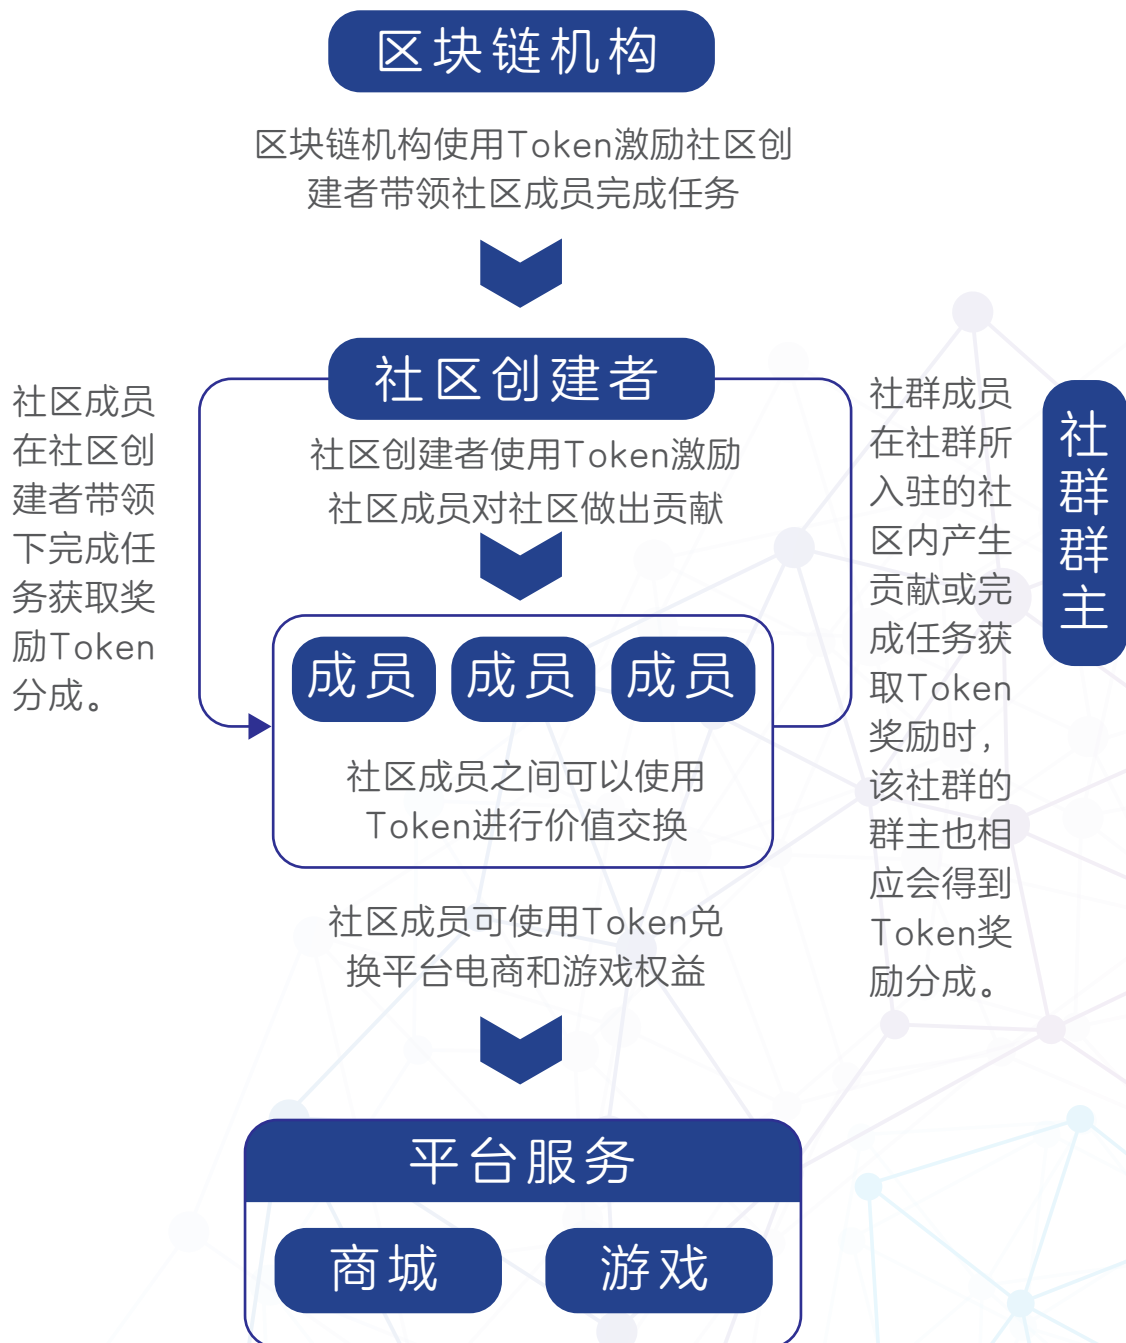 区块链机构
区块链机构使用Token激励社区创
建者带领社区成员完成任务
社区创建者
社区成员
在社区创
建者带领
下完成任
务获取奖
励Token
分成。
社区创建者使用Token激励
社区成员对社区做出贡献
成员 成员 成员
社区成员之间可以使用
Token进行价值交换
社群成员
在社群所
入驻的社
区内产生
贡献或完
成任务获
取Token
奖励时，
该社群的
群主也相
应会得到
Token奖
励分成。
社群群主
社区成员可使用Token兑
换平台电商和游戏权益
平台服务
商城 游戏